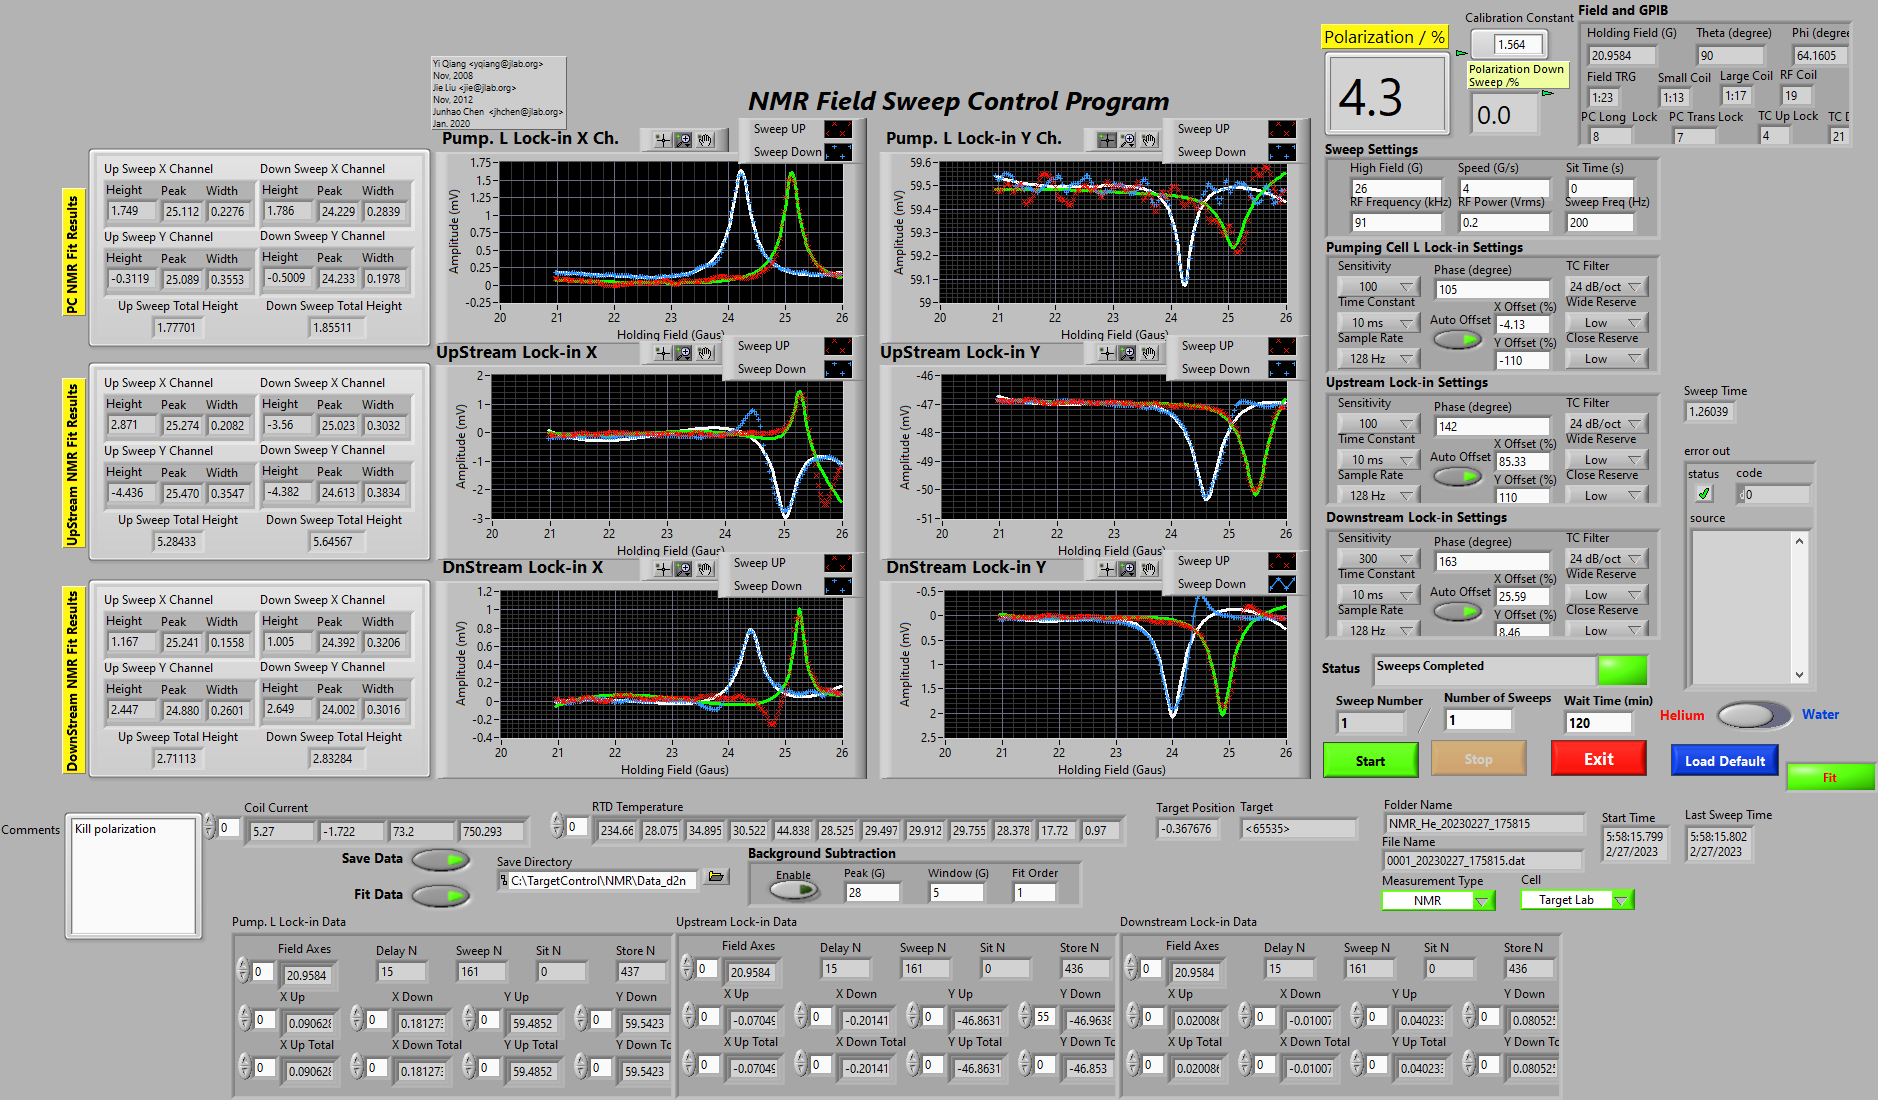 Yi Qiang <yqiang@jlab.org>
Nov, 2008
Jie Liu <jie@jlab.org>
Nov, 2012
Junhao Chen <jhchen@jlab.org>
Jan. 2020
NMR Field Sweep Control Program
Polarization / %
4.3
Calibration Constant
1.564
Polarization Down
Sweep /%
0.0
Field and GPIB
Holding Field (G) Theta (degree) Phi (degree
20.9584 90 64.1605
Field TRG Small Coil Large Coil RF Coil
1:23 1:13 1:17 19
PC Long Lock PC Trans Lock TC Up Lock TC D
8 7 4 21
PC NMR Fit Results
Up Sweep X Channel Down Sweep X Channel
Height Peak Width Height Peak Width
1.749 25.112 0.2276 1.786 24.229 0.2839
Up Sweep Y Channel Down Sweep Y Channel
Height Peak Width Height Peak Width
-0.3119 25.089 0.3553 -0.5009 24.233 0.1978
Up Sweep Total Height Down Sweep Total Height
1.77701 1.85511
Pump. L Lock-in X Ch.
Sweep UP
Sweep Down
Amplitude (mV)
1.75
1.5
1.25
1
0.75
0.5
0.25
0
-0.25
20 21 22 23 24 25 26
Holding Field (Gaus)
Pump. L Lock-in Y Ch.
Sweep UP
Sweep Down
Amplitude (mV)
59.6
59.5
59.4
59.3
59.2
59.1
59
20 21 22 23 24 25 26
Holding Field (Gaus)
UpStream NMR Fit Results
Up Sweep X Channel Down Sweep X Channel
Height Peak Width Height Peak Width
2.871 25.274 0.2082 -3.56 25.023 0.3032
Up Sweep Y Channel Down Sweep Y Channel
Height Peak Width Height Peak Width
-4.436 25.470 0.3547 -4.382 24.613 0.3834
Up Sweep Total Height Down Sweep Total Height
5.28433 5.64567
UpStream Lock-in X
Sweep UP
Sweep Down
Amplitude (mV)
2
1
0
-1
-2
-3
20 21 22 23 24 25 26
Holding Field (Gaus)
UpStream Lock-in Y
Sweep UP
Sweep Down
Amplitude (mV)
-46
-47
-48
-49
-50
-51
20 21 22 23 24 25 26
Holding Field (Gaus)
DownStream NMR Fit Results
Up Sweep X Channel Down Sweep X Channel
Height Peak Width Height Peak Width
1.167 25.241 0.1558 1.005 24.392 0.3206
Up Sweep Y Channel Down Sweep Y Channel
Height Peak Width Height Peak Width
2.447 24.880 0.2601 2.649 24.002 0.3016
Up Sweep Total Height Down Sweep Total Height
2.71113 2.83284
DnStream Lock-in X
Sweep UP
Sweep Down
Amplitude (mV)
1.2
1
0.8
0.6
0.4
0.2
0
-0.2
-0.4
20 21 22 23 24 25 26
Holding Field (Gaus)
DnStream Lock-in Y
Sweep UP
Sweep Down
Amplitude (mV)
-0.5
0
0.5
1
1.5
2
2.5
20 21 22 23 24 25 26
Holding Field (Gaus)
Sweep Settings
High Field (G) Speed (G/s) Sit Time (s)
26 4 0
RF Frequency (kHz) RF Power (Vrms) Sweep Freq (Hz)
91 0.2 200
Pumping Cell L Lock-in Settings
Sensitivity Phase (degree) TC Filter
100 105 24 dB/oct
Time Constant X Offset (%) Wide Reserve
10 ms Auto Offset -4.13 Low
Sample Rate Y Offset (%) Close Reserve
128 Hz -110 Low
Upstream Lock-in Settings
Sensitivity Phase (degree) TC Filter
100 142 24 dB/oct
Time Constant X Offset (%) Wide Reserve
10 ms Auto Offset 85.33 Low
Sample Rate Y Offset (%) Close Reserve
128 Hz 110 Low
Downstream Lock-in Settings
Sensitivity Phase (degree) TC Filter
300 163 24 dB/oct
Time Constant X Offset (%) Wide Reserve
10 ms Auto Offset 25.59 Low
Sample Rate Y Offset (%) Close Reserve
128 Hz 8.46 Low
Sweep Time
1.26039
error out
status code
0
source
Status Sweeps Completed
Sweep Number Number of Sweeps Wait Time (min)
1 / 1 120
Helium Water
Start Stop Exit Load Default Fit
Comments
Kill polarization
Coil Current
0 5.27 -1.722 73.2 750.293
RTD Temperature
0 234.66 28.075 34.895 30.522 44.838 28.525 29.497 29.912 29.755 28.378 17.72 0.97
Target Position Target
-0.367676 <65535>
Folder Name
NMR_He_20230227_175815
File Name
0001_20230227_175815.dat
Start Time
5:58:15.799
2/27/2023
Last Sweep Time
5:58:15.802
2/27/2023
Measurement Type Cell
NMR Target Lab
Save Data
Fit Data
Save Directory
C:\TargetControl\NMR\Data_d2n
Background Subtraction
Enable Peak (G) Window (G) Fit Order
28 5 1
Pump. L Lock-in Data
Field Axes Delay N Sweep N Sit N Store N
0 20.9584 15 161 0 437
X Up X Down Y Up Y Down
0 0.090628 0 0.181273 0 59.4852 0 59.5423
X Up Total X Down Total Y Up Total Y Down To
0 0.090628 0 0.181273 0 59.4852 0 59.5423
Upstream Lock-in Data
Field Axes Delay N Sweep N Sit N Store N
0 20.9584 15 161 0 436
X Up X Down Y Up Y Down
0 -0.07049 0 -0.20141 0 -46.8631 55 -46.9638
X Up Total X Down Total Y Up Total Y Down To
0 -0.07049 0 -0.20141 0 -46.8631 0 -46.853
Downstream Lock-in Data
Field Axes Delay N Sweep N Sit N Store N
0 20.9584 15 161 0 436
X Up X Down Y Up Y Down
0 0.020086 0 -0.01007 0 0.040233 0 0.080525
X Up Total X Down Total Y Up Total Y Down To
0 0.020086 0 -0.01007 0 0.040233 0 0.080525